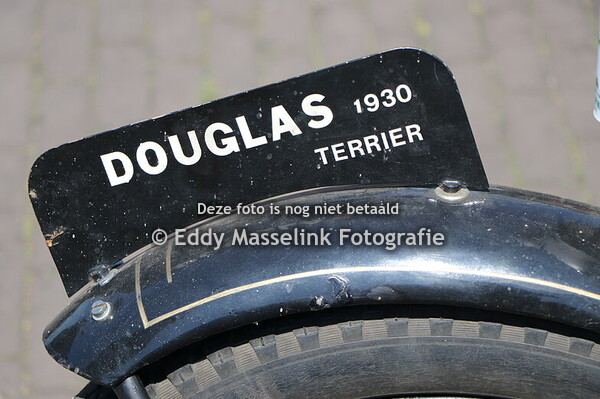 DOUGLAS 1930
TERRIER
Deze foto is nog niet betaald
© Eddy Masselink Fotografie